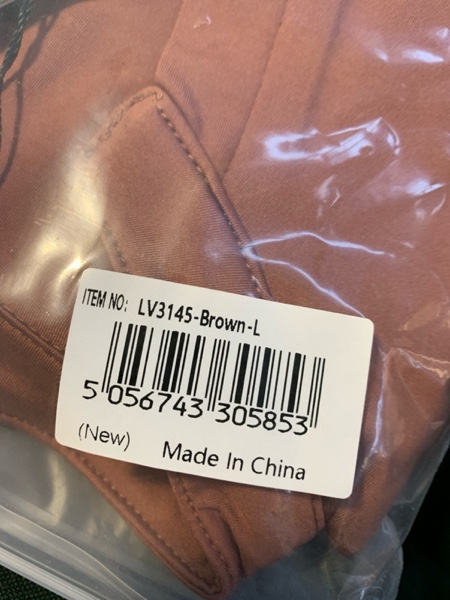 ITEM NO: LV3145-Brown-L
5 056743 305853
(New) Made In China